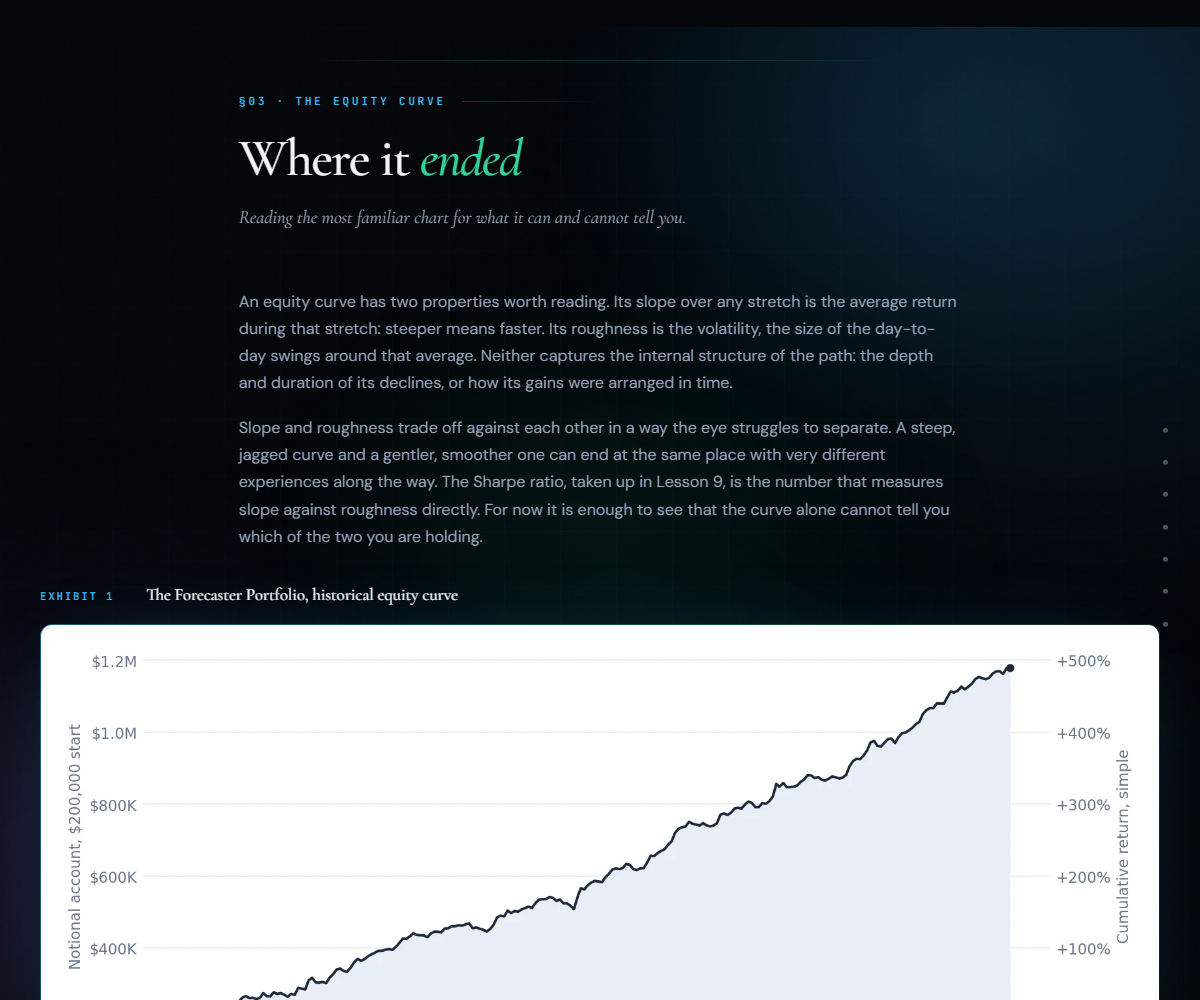 §03 · THE EQUITY CURVE
Where it ended
Reading the most familiar chart for what it can and cannot tell you.
An equity curve has two properties worth reading. Its slope over any stretch is the average return
during that stretch: steeper means faster. Its roughness is the volatility, the size of the day-to-
day swings around that average. Neither captures the internal structure of the path: the depth
and duration of its declines, or how its gains were arranged in time.
Slope and roughness trade off against each other in a way the eye struggles to separate. A steep,
jagged curve and a gentler, smoother one can end at the same place with very different
experiences along the way. The Sharpe ratio, taken up in Lesson 9, is the number that measures
slope against roughness directly. For now it is enough to see that the curve alone cannot tell you
which of the two you are holding.
EXHIBIT 1 The Forecaster Portfolio, historical equity curve
Notional account, $200,000 start
$1.2M
$1.0M
$800K
$600K
$400K
+500%
+400%
+300%
+200%
+100%
Cumulative return, simple